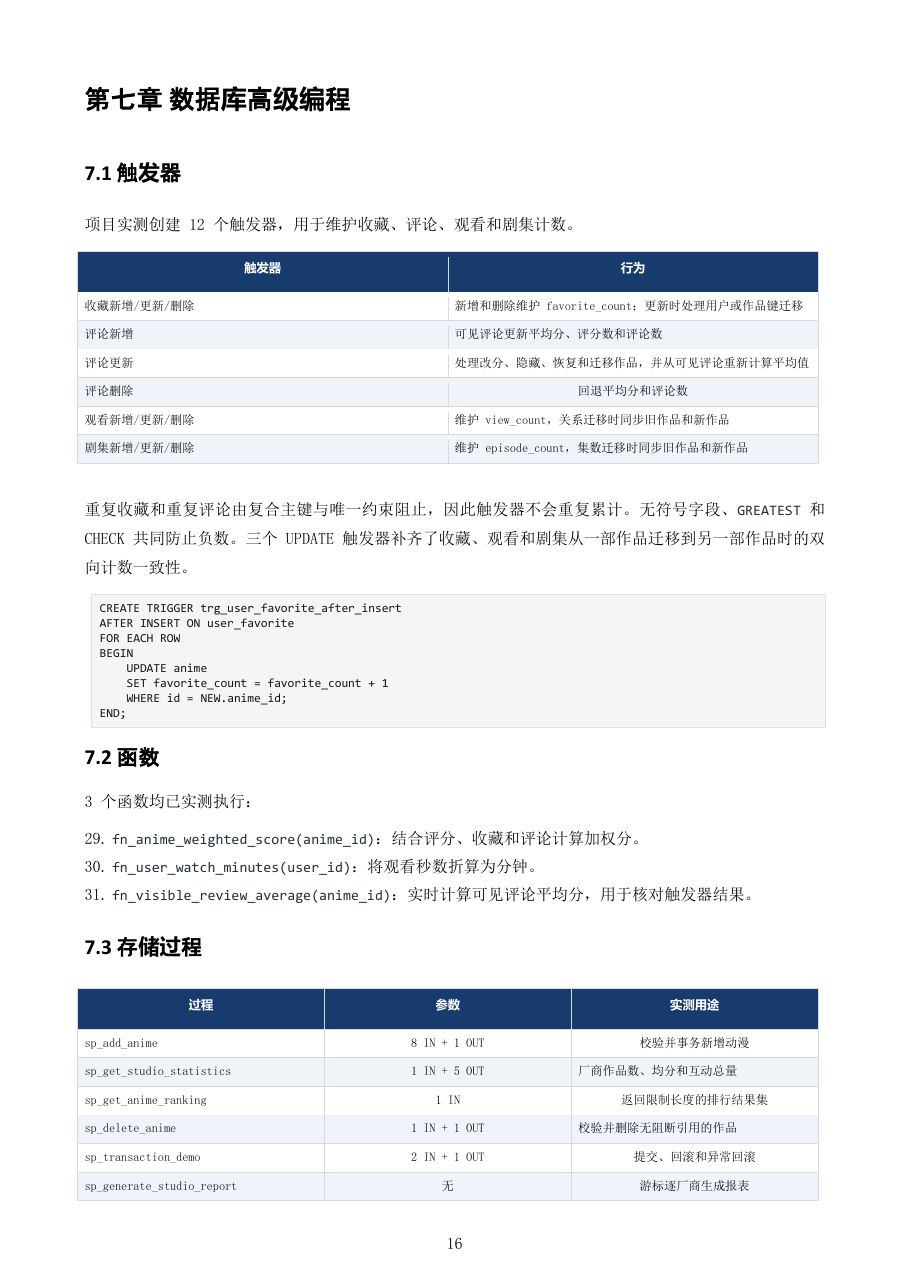 第七章 数据库高级编程
7.1 触发器
项目实测创建 12 个触发器，用于维护收藏、评论、观看和剧集计数。
触发器 行为
收藏新增/更新/删除 新增和删除维护 favorite_count；更新时处理用户或作品键迁移
评论新增 可见评论更新平均分、评分数和评论数
评论更新 处理改分、隐藏、恢复和迁移作品，并从可见评论重新计算平均值
评论删除 回退平均分和评论数
观看新增/更新/删除 维护 view_count，关系迁移时同步旧作品和新作品
剧集新增/更新/删除 维护 episode_count，集数迁移时同步旧作品和新作品
重复收藏和重复评论由复合主键与唯一约束阻止，因此触发器不会重复累计。无符号字段、GREATEST 和
CHECK 共同防止负数。三个 UPDATE 触发器补齐了收藏、观看和剧集从一部作品迁移到另一部作品时的双
向计数一致性。
CREATE TRIGGER trg_user_favorite_after_insert
AFTER INSERT ON user_favorite
FOR EACH ROW
BEGIN
    UPDATE anime
    SET favorite_count = favorite_count + 1
    WHERE id = NEW.anime_id;
END;
7.2 函数
3 个函数均已实测执行：
29. fn_anime_weighted_score(anime_id)：结合评分、收藏和评论计算加权分。
30. fn_user_watch_minutes(user_id)：将观看秒数折算为分钟。
31. fn_visible_review_average(anime_id)：实时计算可见评论平均分，用于核对触发器结果。
7.3 存储过程
过程 参数 实测用途
sp_add_anime 8 IN + 1 OUT 校验并事务新增动漫
sp_get_studio_statistics 1 IN + 5 OUT 厂商作品数、均分和互动总量
sp_get_anime_ranking 1 IN 返回限制长度的排行结果集
sp_delete_anime 1 IN + 1 OUT 校验并删除无阻断引用的作品
sp_transaction_demo 2 IN + 1 OUT 提交、回滚和异常回滚
sp_generate_studio_report 无 游标逐厂商生成报表
16